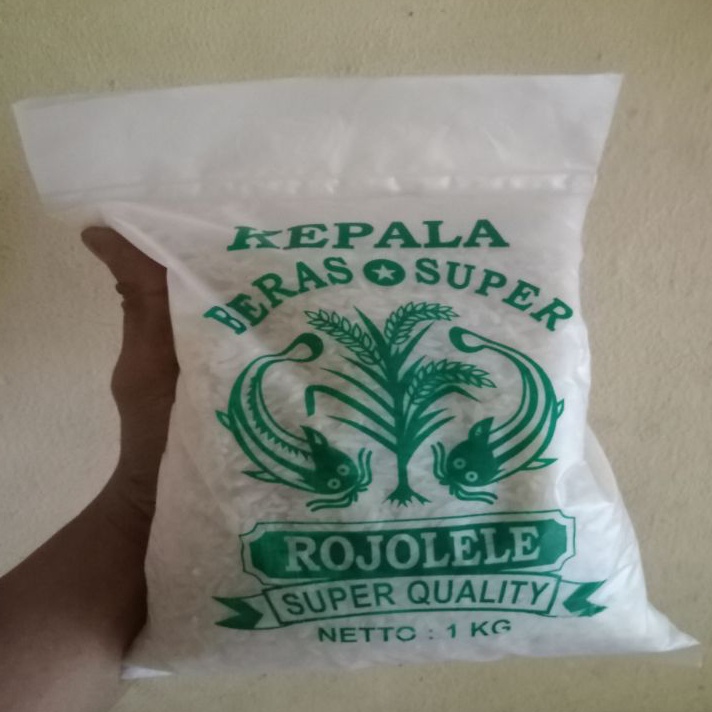 KEPALA
BERAS SUPER
ROJOLELE
SUPER QUALITY
NETTO : 1 KG